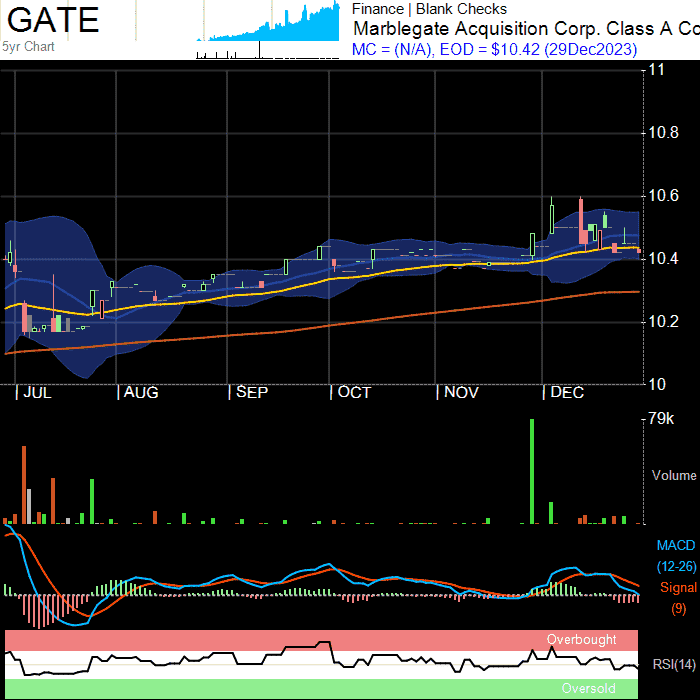 GATE
5yr Chart
Finance | Blank Checks
Marblegate Acquisition Corp. Class A Co
MC = (N/A), EOD = $10.42 (29Dec2023)
11
10.8
10.6
10.4
10.2
10
JUL AUG SEP OCT NOV DEC
79k
Volume
MACD
(12-26)
Signal
(9)
Overbought
RSI(14)
Oversold